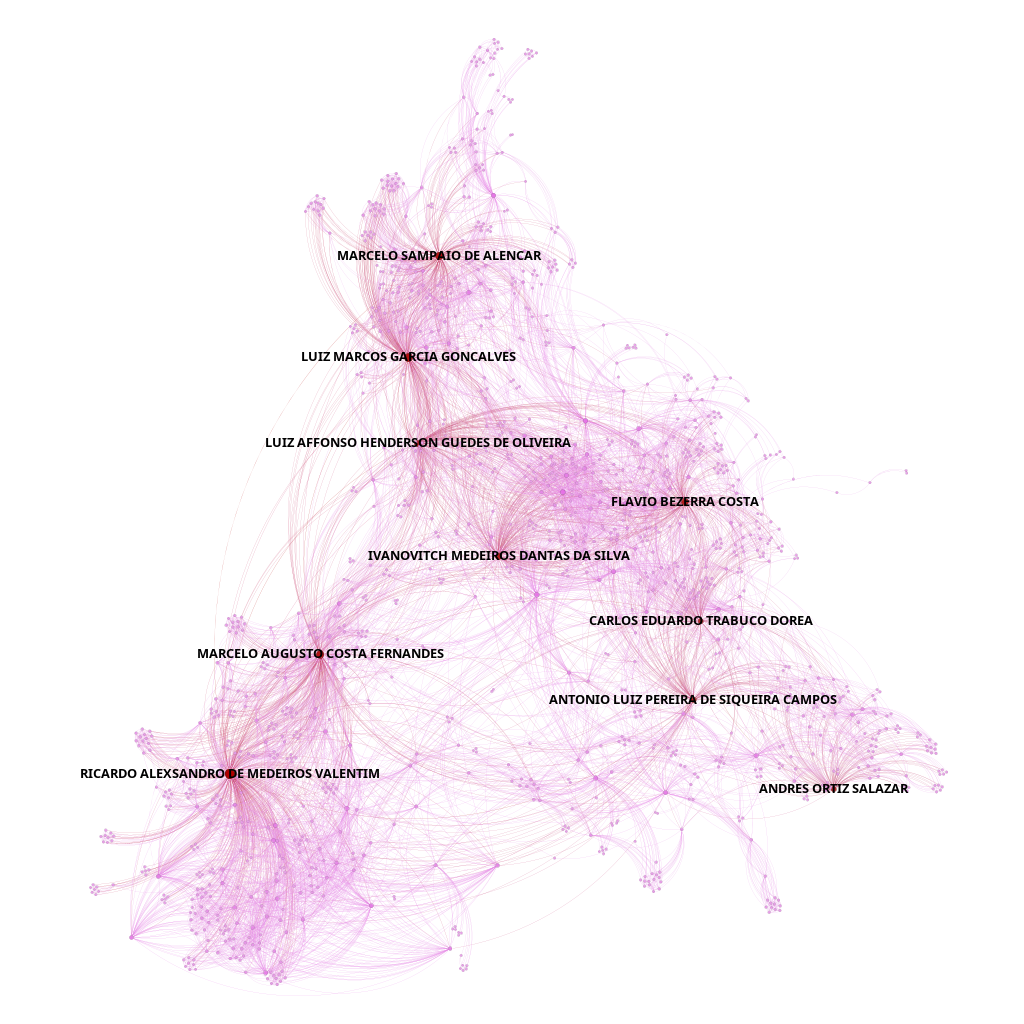 MARCELO SAMPAIO DE ALENCAR
LUIZ MARCOS GARCIA GONCALVES
LUIZ AFFONSO HENDERSON GUEDES DE OLIVEIRA
FLAVIO BEZERRA COSTA
IVANOVITCH MEDEIROS DANTAS DA SILVA
CARLOS EDUARDO TRABUCO DOREA
MARCELO AUGUSTO COSTA FERNANDES
ANTONIO LUIZ PEREIRA DE SIQUEIRA CAMPOS
RICARDO ALEXSANDRO DE MEDEIROS VALENTIM
ANDRES ORTIZ SALAZAR